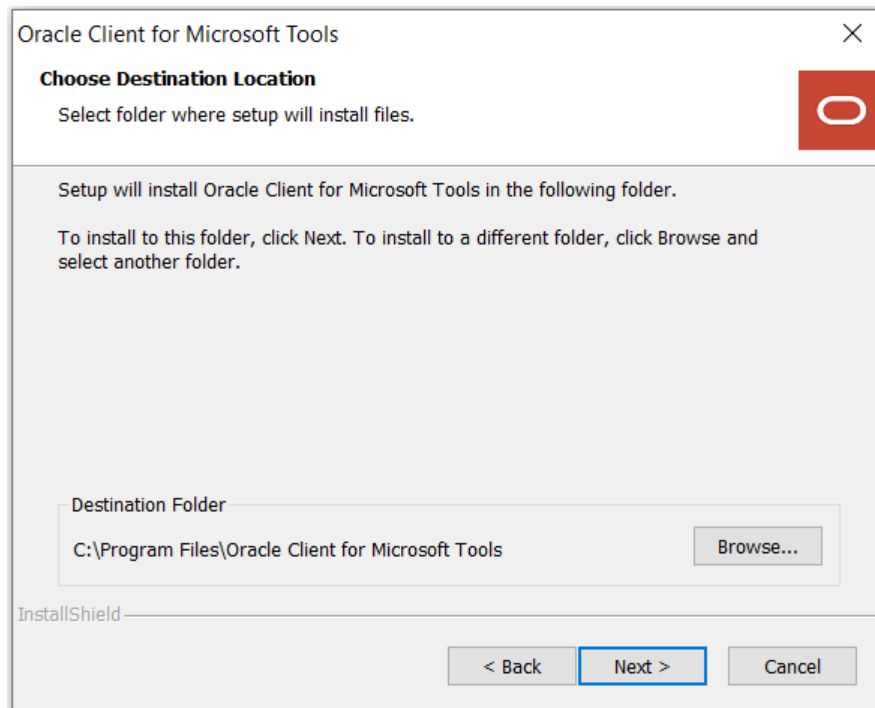 Oracle Client for Microsoft Tools
Choose Destination Location
Select folder where setup will install files.
Setup will install Oracle Client for Microsoft Tools in the following folder.
To install to this folder, click Next. To install to a different folder, click Browse and
select another folder.
Destination Folder
C:\Program Files\Oracle Client for Microsoft Tools
Browse...
InstallShield
< Back
Next >
Cancel